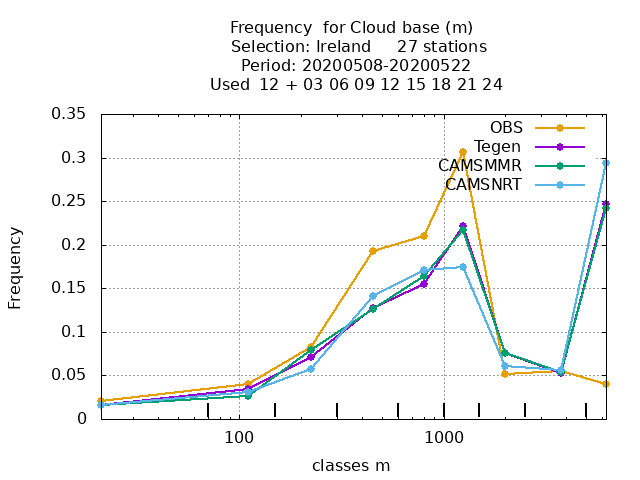 Frequency  for Cloud base (m)
Selection: Ireland     27 stations
Period: 20200508-20200522
Used  12 + 03 06 09 12 15 18 21 24
0.35
0.3
0.25
0.2
0.15
0.1
0.05
0
Frequency
OBS
Tegen
CAMSMMR
CAMSNRT
100
1000
classes m